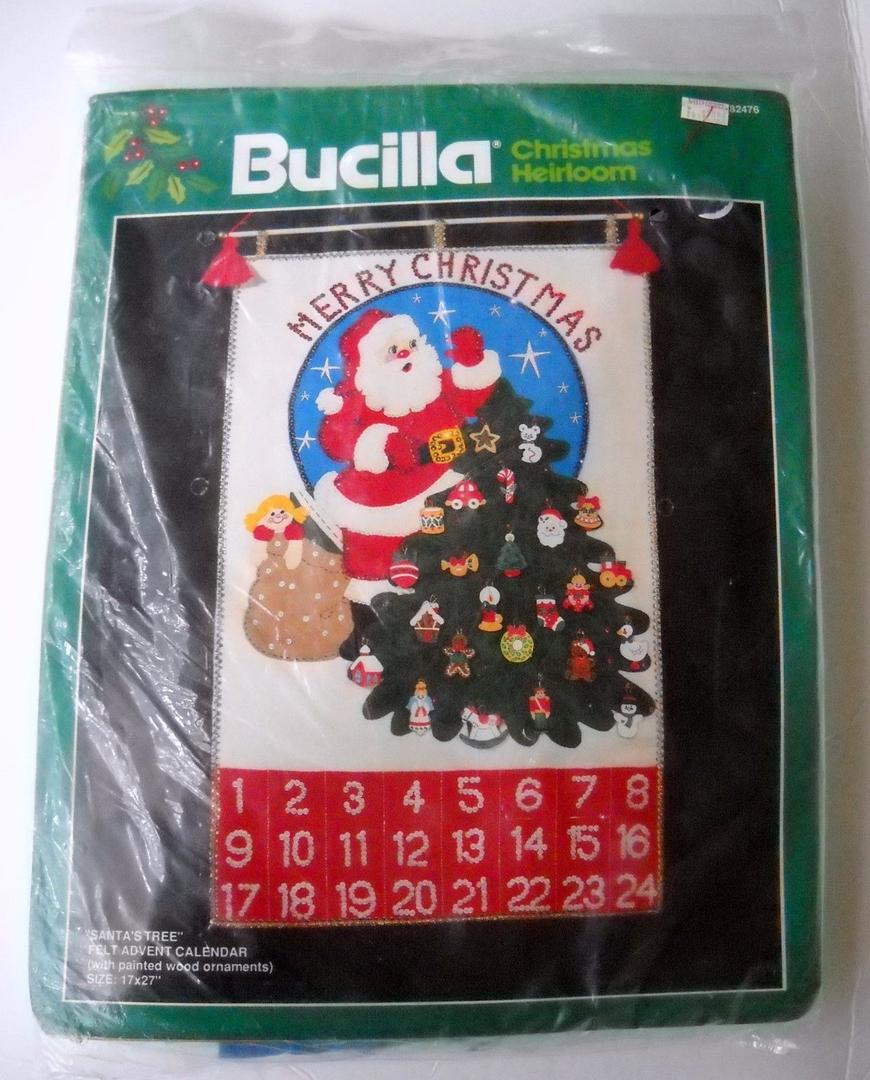 82476
Bucilla® Christmas
Heirloom
MERRY CHRISTMAS
1 2 3 4 5 6 7 8
9 10 11 12 13 14 15 16
17 18 19 20 21 22 23 24
"SANTA'S TREE"
FELT ADVENT CALENDAR
(with painted wood ornaments)
SIZE: 17x27"